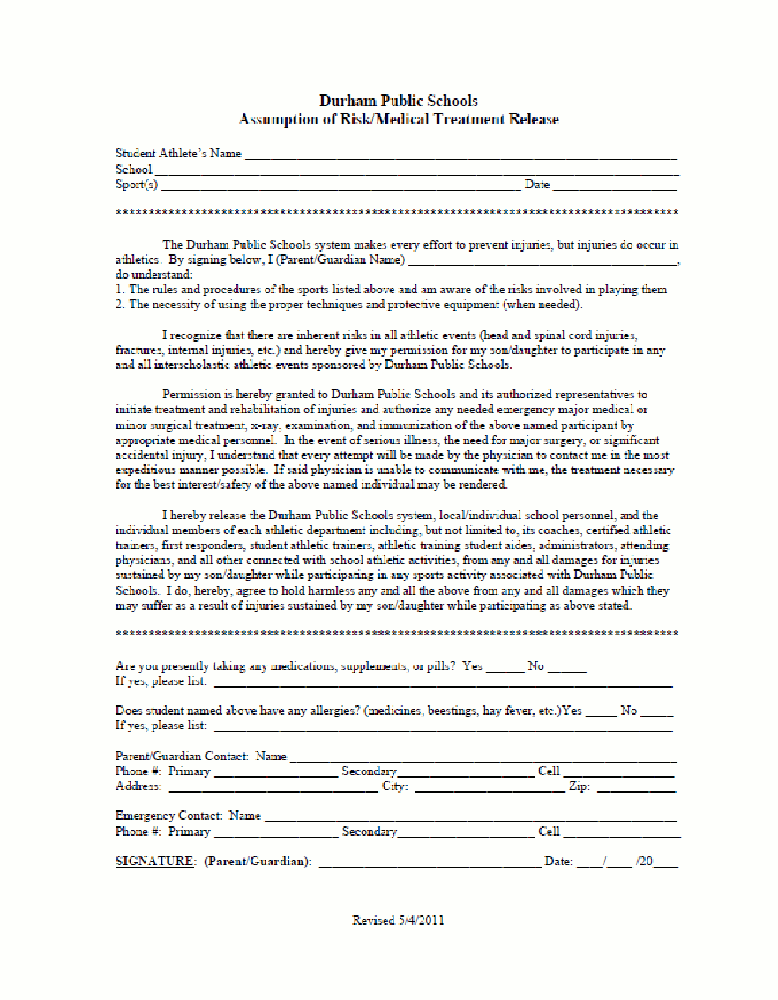 Durham Public Schools
Assumption of Risk/Medical Treatment Release
Student Athlete's Name ______________________________________________
School ______________________________________________
Sport(s) ______________________________________________ Date ____________________
**************************************************************************************
The Durham Public Schools system makes every effort to prevent injuries, but injuries do occur in
athletics. By signing below, I (Parent/Guardian Name) ______________________________________________,
do understand:
1. The rules and procedures of the sports listed above and am aware of the risks involved in playing them
2. The necessity of using the proper techniques and protective equipment (when needed).
I recognize that there are inherent risks in all athletic events (head and spinal cord injuries,
fractures, internal injuries, etc.) and hereby give my permission for my son/daughter to participate in any
and all interscholastic athletic events sponsored by Durham Public Schools.
Permission is hereby granted to Durham Public Schools and its authorized representatives to
initiate treatment and rehabilitation of injuries and authorize any needed emergency major medical or
minor surgical treatment, x-ray, examination, and immunization of the above named participant by
appropriate medical personnel. In the event of serious illness, the need for major surgery, or significant
accidental injury, I understand that every attempt will be made by the physician to contact me in the most
expeditious manner possible. If said physician is unable to communicate with me, the treatment necessary
for the best interest/safety of the above named individual may be rendered.
I hereby release the Durham Public Schools system, local/individual school personnel, and the
individual members of each athletic department including, but not limited to, its coaches, certified athletic
trainers, first responders, student athletic trainers, athletic training student aides, administrators, attending
physicians, and all other connected with school athletic activities, from any and all damages for injuries
sustained by my son/daughter while participating in any sports activity associated with Durham Public
Schools. I do, hereby, agree to hold harmless any and all the above from any and all damages which they
may suffer as a result of injuries sustained by my son/daughter while participating as above stated.
**************************************************************************************
Are you presently taking any medications, supplements, or pills? Yes ______ No ______
If yes, please list: ______________________________________________
Does student named above have any allergies? (medicines, beestings, hay fever, etc.)Yes _____ No _____
If yes, please list: ______________________________________________
Parent/Guardian Contact: Name ______________________________________________
Phone #: Primary ___________________ Secondary_____________________ Cell _________________
Address: ________________________________ City: _______________________ Zip: ____________
Emergency Contact: Name ______________________________________________
Phone #: Primary ___________________ Secondary_____________________ Cell __________________
SIGNATURE: (Parent/Guardian): __________________________________ Date: ____/____ /20____
Revised 5/4/2011